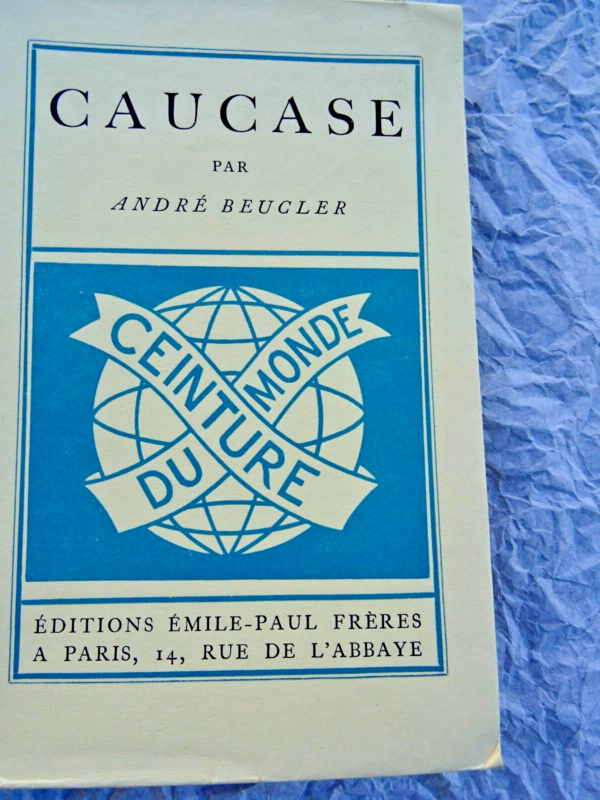 CAUCASE
PAR
ANDRÉ BEUCLER
CEINTURE
DU MONDE
ÉDITIONS ÉMILE-PAUL FRÈRES
A PARIS, 14, RUE DE L'ABBAYE